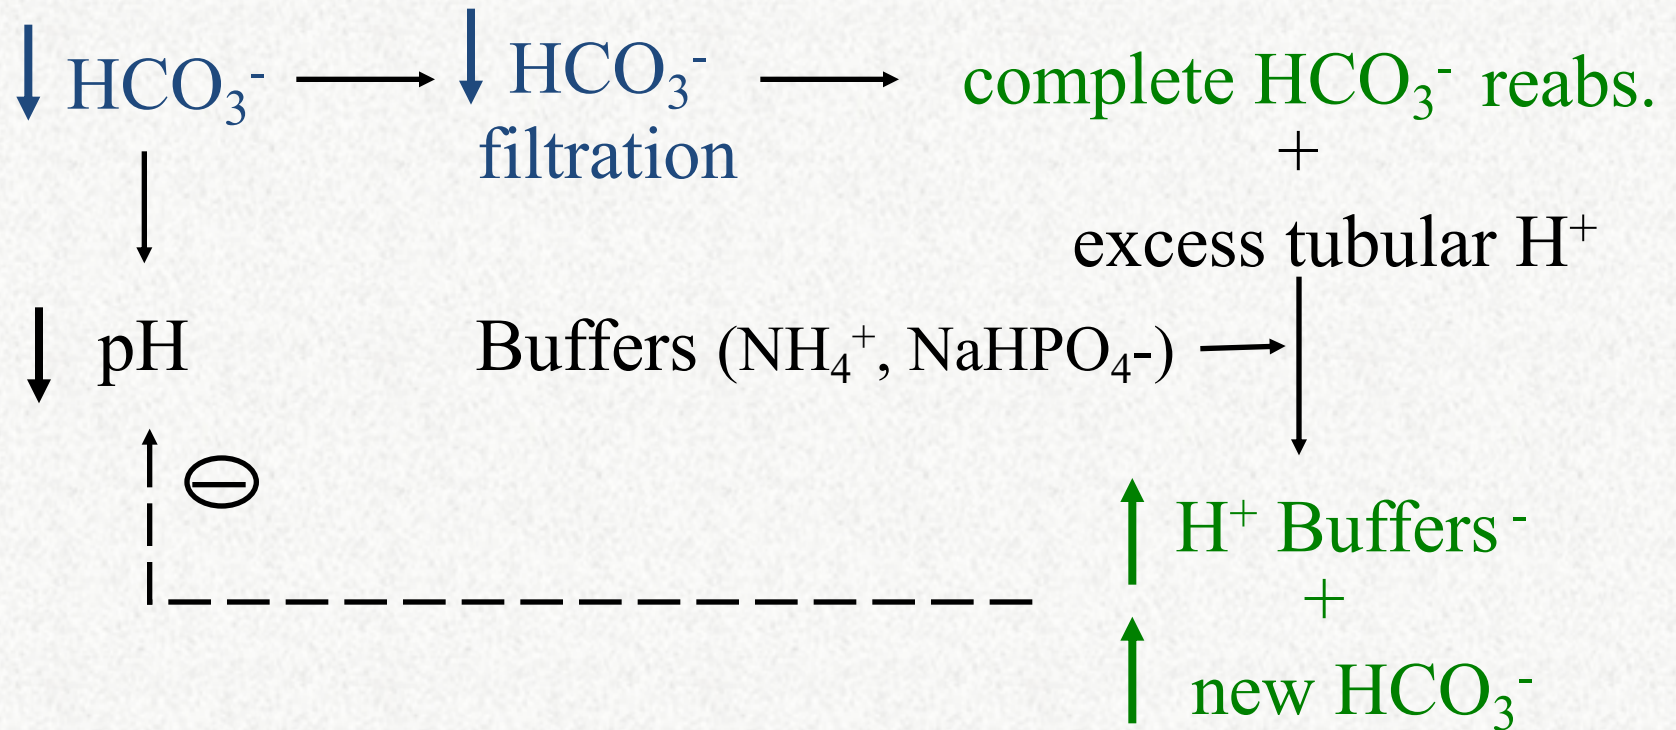 ↓ HCO₃⁻ → ↓ HCO₃⁻ → complete HCO₃⁻ reabs.
filtration
+
excess tubular H⁺
↓ pH
Buffers (NH₄⁺, NaHPO₄-) →
↑ H⁺ Buffers ⁻
+
↑ new HCO₃⁻